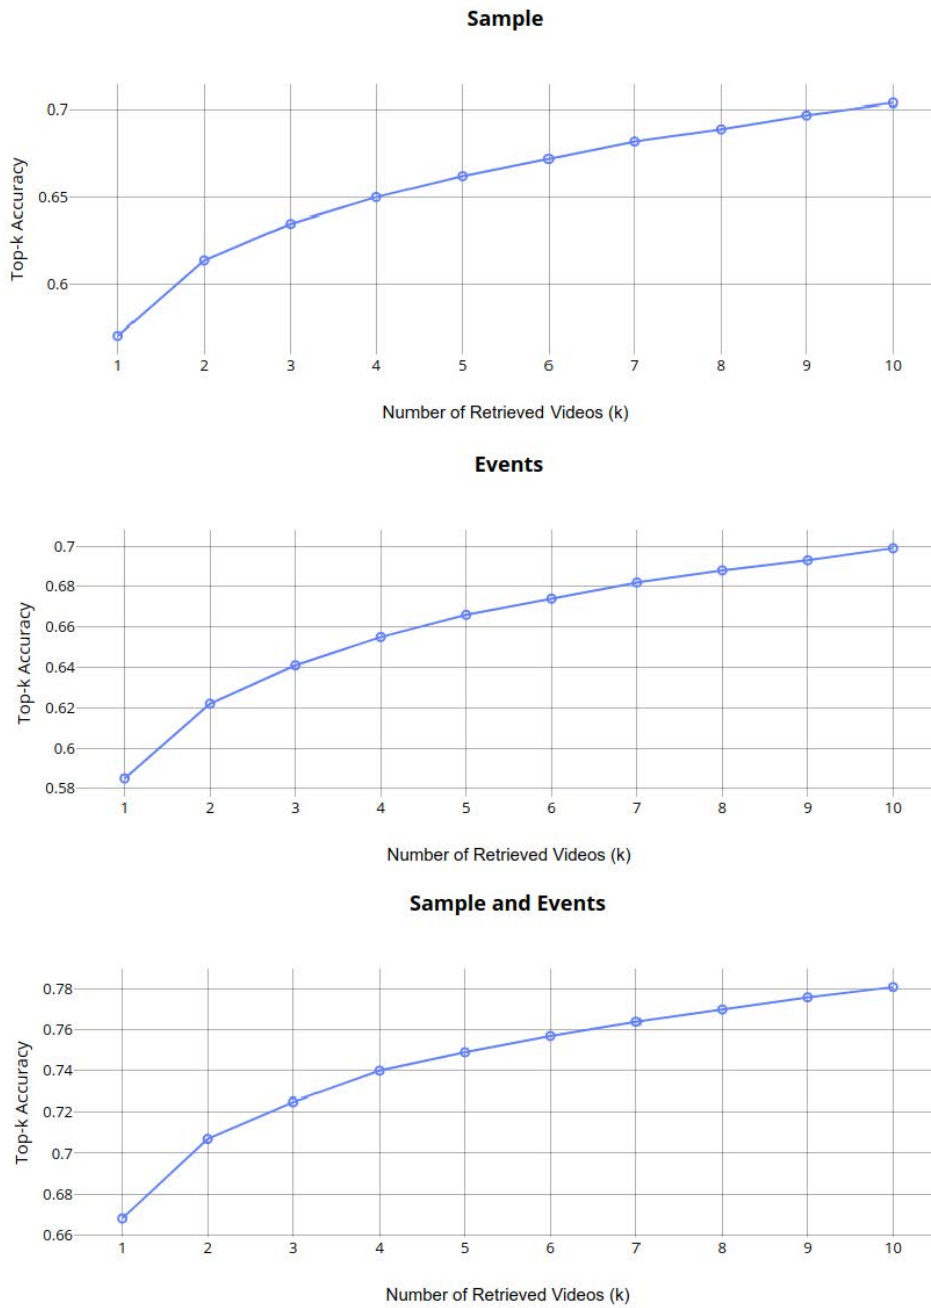 Sample
0.7
0.65
0.6
Top-k Accuracy
1 2 3 4 5 6 7 8 9 10
Number of Retrieved Videos (k)
Events
0.7
0.68
0.66
0.64
0.62
0.6
0.58
Top-k Accuracy
1 2 3 4 5 6 7 8 9 10
Number of Retrieved Videos (k)
Sample and Events
0.78
0.76
0.74
0.72
0.7
0.68
0.66
Top-k Accuracy
1 2 3 4 5 6 7 8 9 10
Number of Retrieved Videos (k)